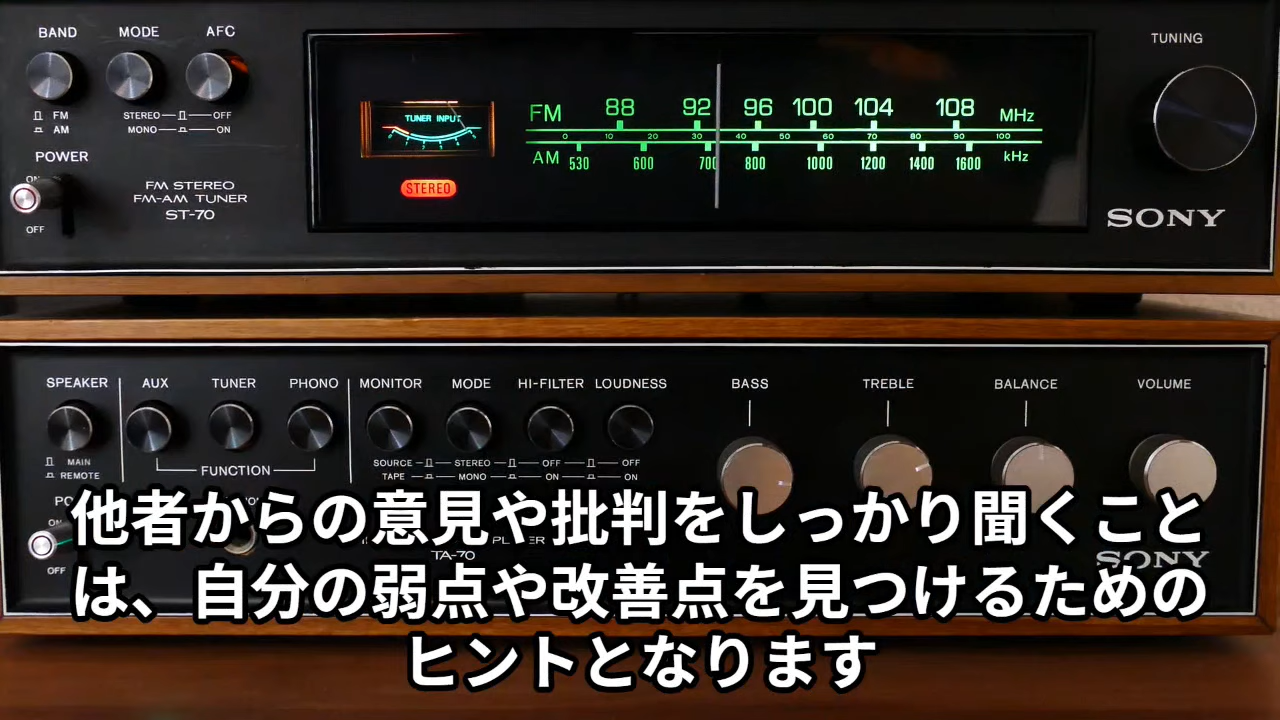 BAND MODE AFC
FM
AM
STEREO OFF
MONO ON
POWER
ON
OFF
FM STEREO
FM-AM TUNER
ST-70
TUNER INPUT
STEREO
FM 88 92 96 100 104 108 MHz
0 10 20 30 40 50 60 70 80 90 100
AM 530 600 700 800 1000 1200 1400 1600 kHz
TUNING
SONY
SPEAKER AUX TUNER PHONO MONITOR MODE HI-FILTER LOUDNESS BASS TREBLE BALANCE VOLUME
MAIN
REMOTE
FUNCTION
SOURCE STEREO OFF OFF
TAPE MONO ON ON
ON
OFF
TA-70
SONY
他者からの意見や批判をしっかり聞くこと
は、自分の弱点や改善点を見つけるための
ヒントとなります